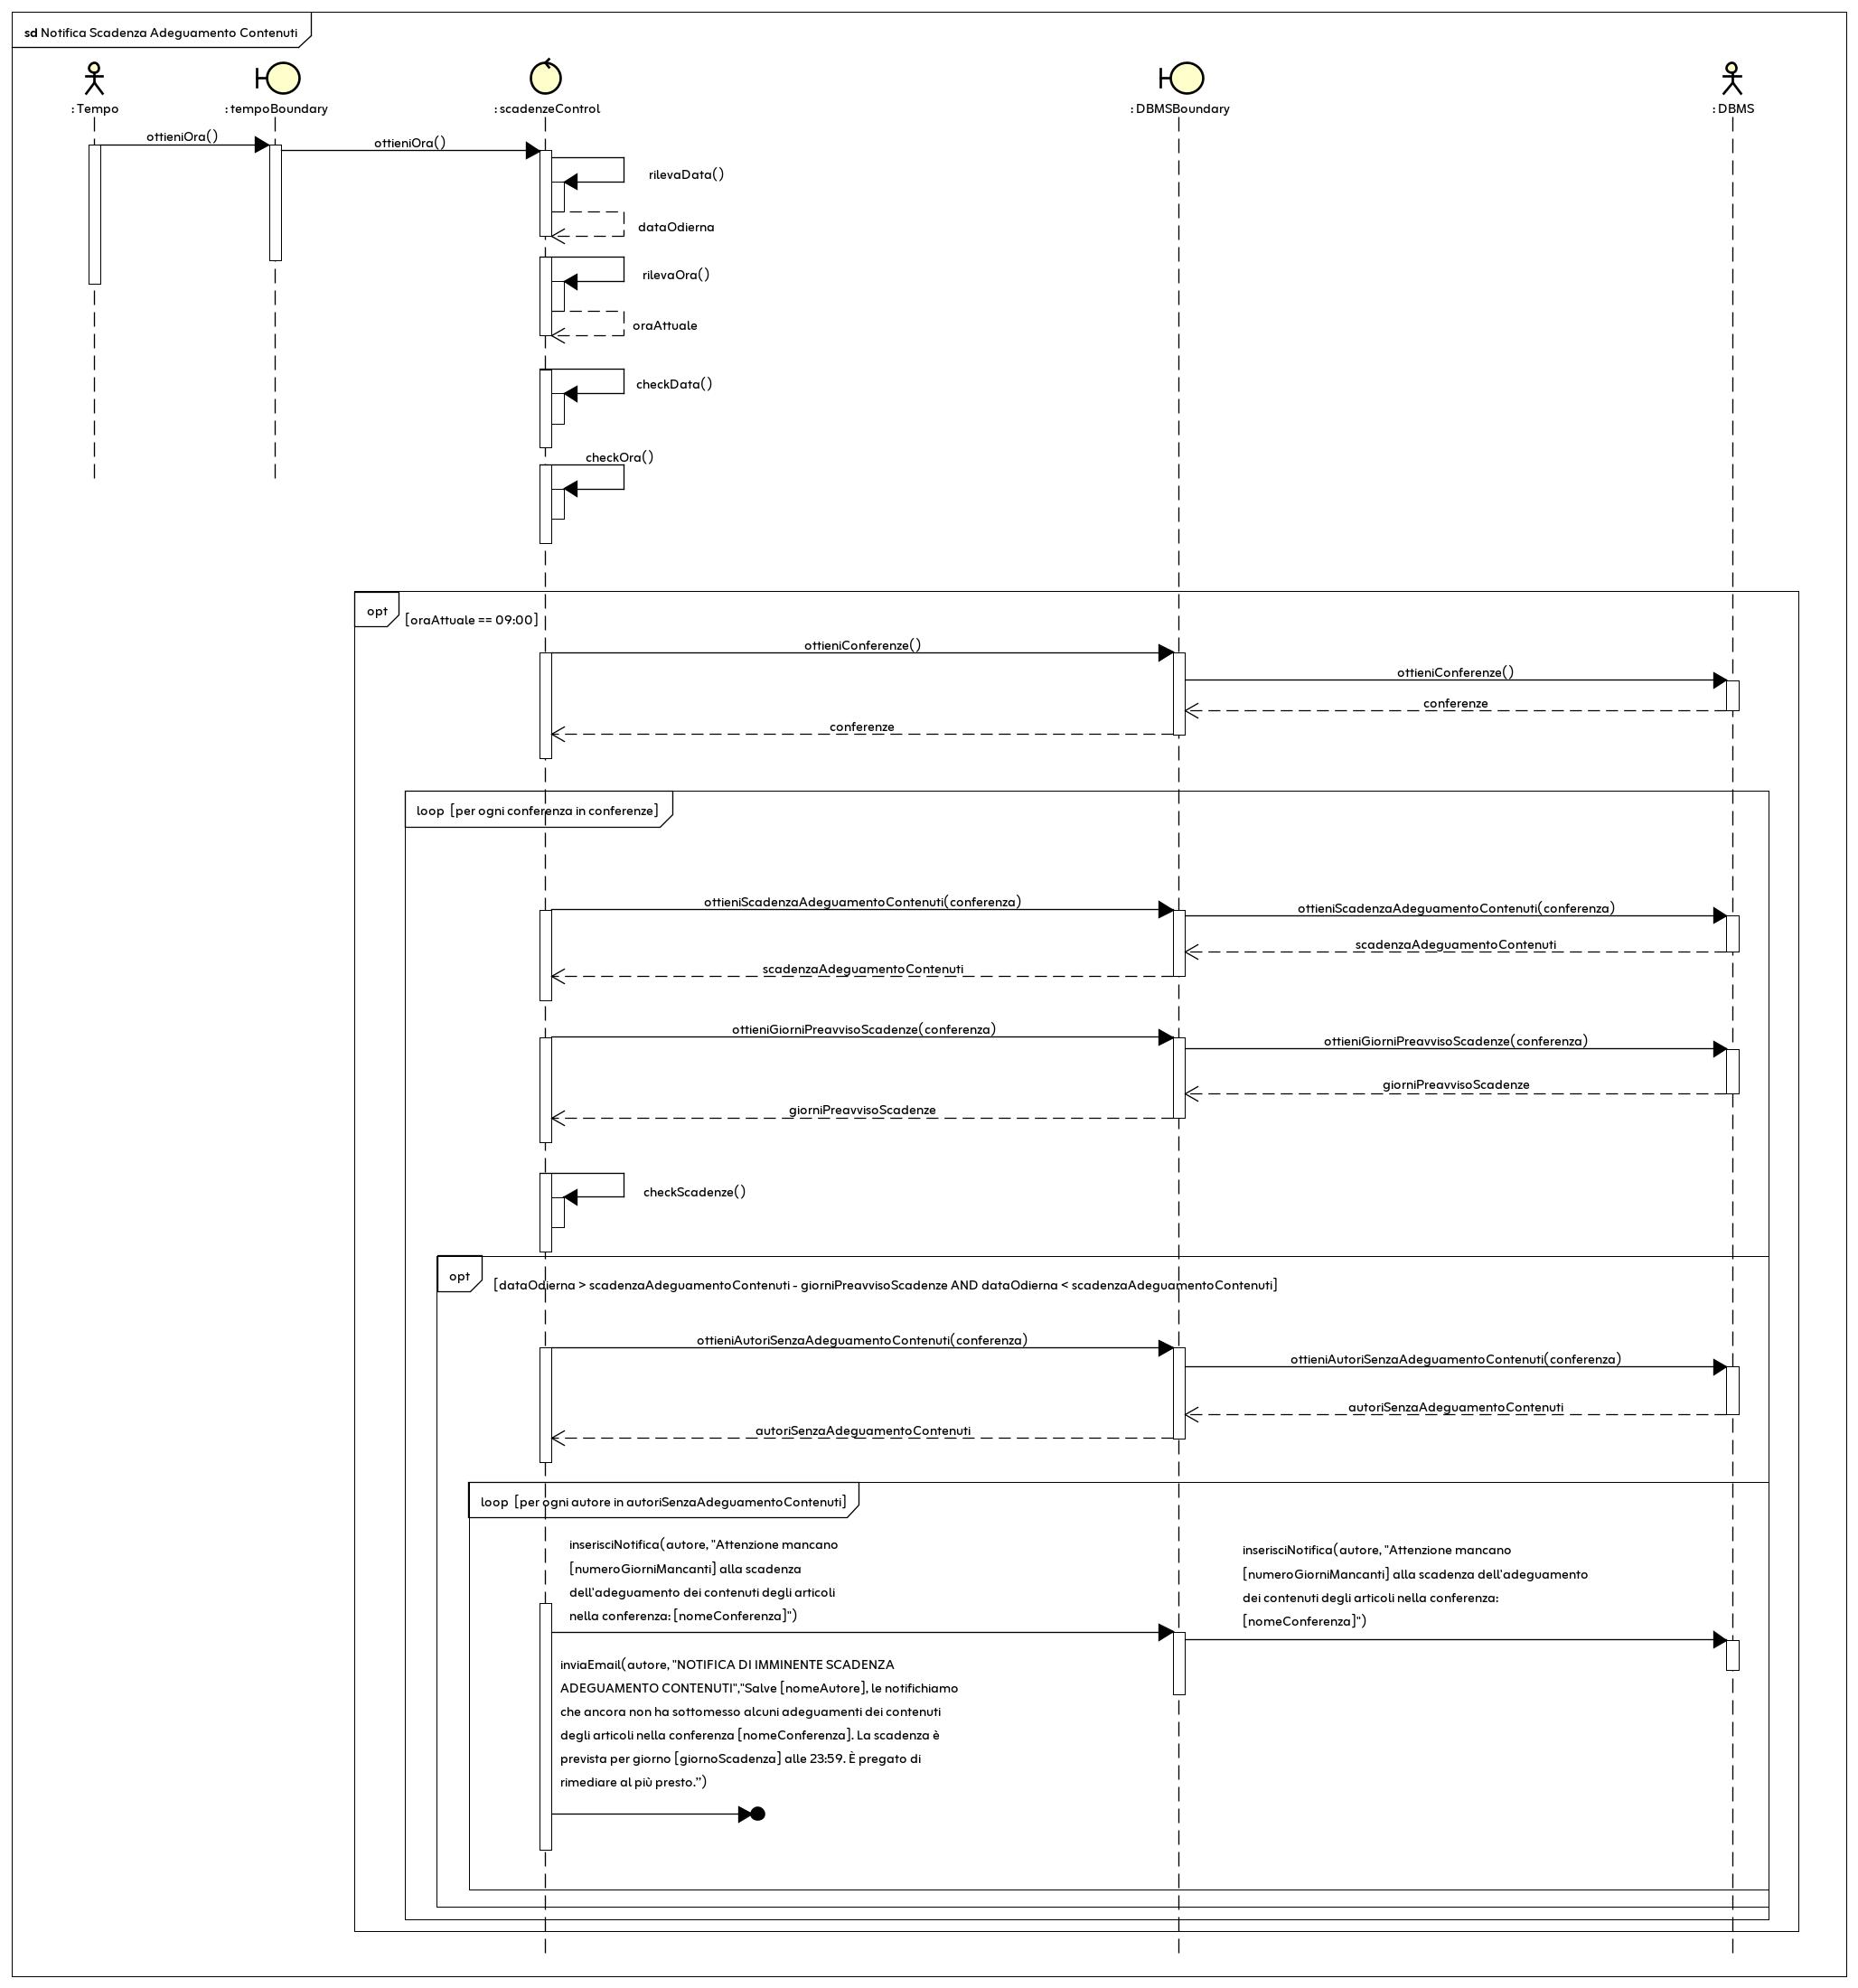 sd Notifica Scadenza Adeguamento Contenuti
: Tempo
: tempoBoundary
: scadenzeControl
: DBMSBoundary
: DBMS
ottieniOra()
ottieniOra()
rilevaData()
dataOdierna
rilevaOra()
oraAttuale
checkData()
checkOra()
opt
[oraAttuale == 09:00]
ottieniConferenze()
ottieniConferenze()
conferenze
conferenze
loop [per ogni conferenza in conferenze]
ottieniScadenzaAdeguamentoContenuti(conferenza)
ottieniScadenzaAdeguamentoContenuti(conferenza)
scadenzaAdeguamentoContenuti
scadenzaAdeguamentoContenuti
ottieniGiorniPreavvisoScadenze(conferenza)
ottieniGiorniPreavvisoScadenze(conferenza)
giorniPreavvisoScadenze
giorniPreavvisoScadenze
checkScadenze()
opt
[dataOdierna > scadenzaAdeguamentoContenuti - giorniPreavvisoScadenze AND dataOdierna < scadenzaAdeguamentoContenuti]
ottieniAutoriSenzaAdeguamentoContenuti(conferenza)
ottieniAutoriSenzaAdeguamentoContenuti(conferenza)
autoriSenzaAdeguamentoContenuti
autoriSenzaAdeguamentoContenuti
loop [per ogni autore in autoriSenzaAdeguamentoContenuti]
inserisciNotifica(autore, "Attenzione mancano
[numeroGiorniMancanti] alla scadenza
dell'adeguamento dei contenuti degli articoli
nella conferenza: [nomeConferenza]")
inserisciNotifica(autore, "Attenzione mancano
[numeroGiorniMancanti] alla scadenza dell'adeguamento
dei contenuti degli articoli nella conferenza:
[nomeConferenza]")
inviaEmail(autore, "NOTIFICA DI IMMINENTE SCADENZA
ADEGUAMENTO CONTENUTI","Salve [nomeAutore], le notifichiamo
che ancora non ha sottomesso alcuni adeguamenti dei contenuti
degli articoli nella conferenza [nomeConferenza]. La scadenza è
prevista per giorno [giornoScadenza] alle 23:59. È pregato di
rimediare al più presto.")